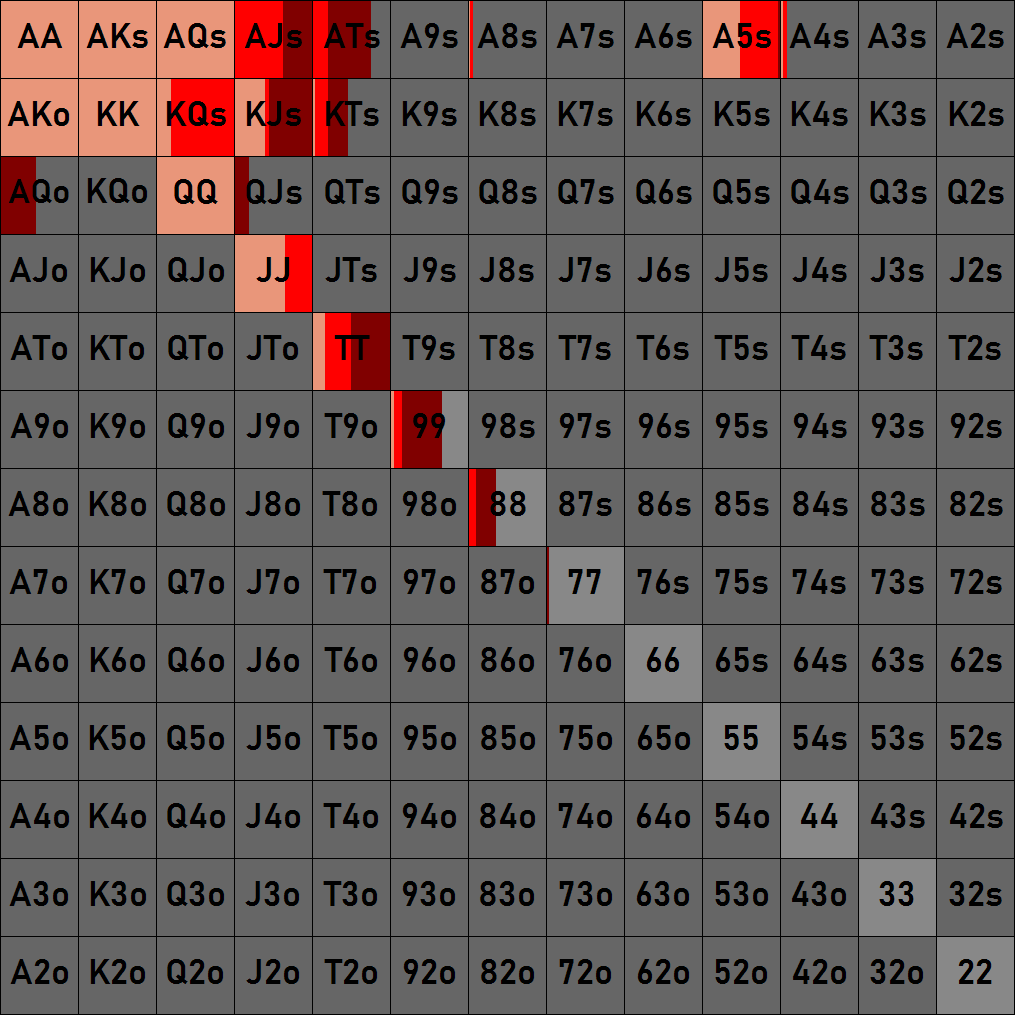 AA AKs AQs AJs ATs A9s A8s A7s A6s A5s A4s A3s A2s
AKo KK KQs KJs KTs K9s K8s K7s K6s K5s K4s K3s K2s
AQo KQo QQ QJs QTs Q9s Q8s Q7s Q6s Q5s Q4s Q3s Q2s
AJo KJo QJo JJ JTs J9s J8s J7s J6s J5s J4s J3s J2s
ATo KTo QTo JTo TT T9s T8s T7s T6s T5s T4s T3s T2s
A9o K9o Q9o J9o T9o 99 98s 97s 96s 95s 94s 93s 92s
A8o K8o Q8o J8o T8o 98o 88 87s 86s 85s 84s 83s 82s
A7o K7o Q7o J7o T7o 97o 87o 77 76s 75s 74s 73s 72s
A6o K6o Q6o J6o T6o 96o 86o 76o 66 65s 64s 63s 62s
A5o K5o Q5o J5o T5o 95o 85o 75o 65o 55 54s 53s 52s
A4o K4o Q4o J4o T4o 94o 84o 74o 64o 54o 44 43s 42s
A3o K3o Q3o J3o T3o 93o 83o 73o 63o 53o 43o 33 32s
A2o K2o Q2o J2o T2o 92o 82o 72o 62o 52o 42o 32o 22